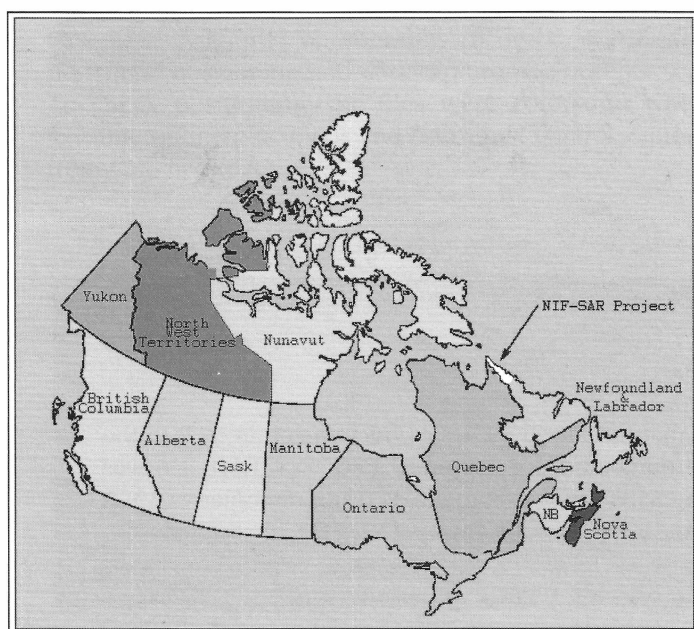 Yukon
North
West
Territories
Nunavut
NIF-SAR Project
British
Columbia
Alberta
Sask
Manitoba
Ontario
Quebec
Newfoundland
&
Labrador
NB
Nova
Scotia